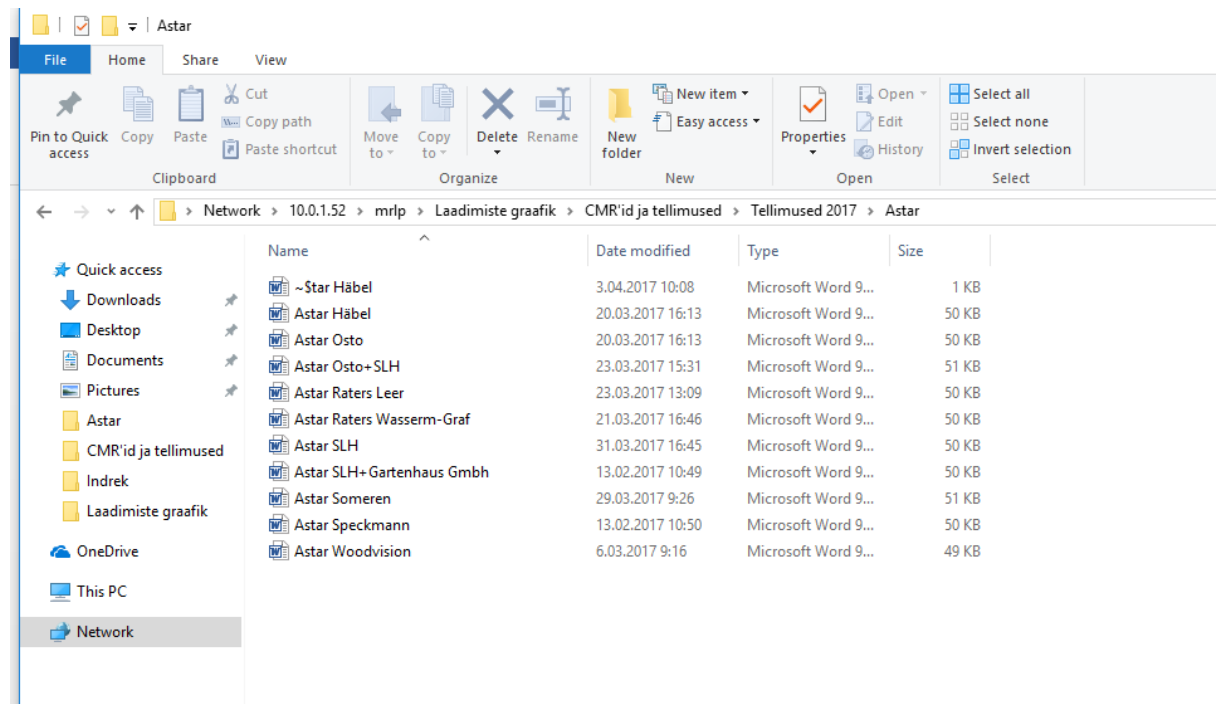 Astar
File Home Share View
Pin to Quick access
Copy
Paste
Cut
Copy path
Paste shortcut
Clipboard
Move to
Copy to
Delete
Rename
Organize
New folder
New item
Easy access
New
Properties
Open
Edit
History
Open
Select all
Select none
Invert selection
Select
Network > 10.0.1.52 > mrlp > Laadimiste graafik > CMR'id ja tellimused > Tellimused 2017 > Astar
Quick access
Downloads
Desktop
Documents
Pictures
Astar
CMR'id ja tellimused
Indrek
Laadimiste graafik
OneDrive
This PC
Network
Name Date modified Type Size
~$tar Häbel 3.04.2017 10:08 Microsoft Word 9... 1 KB
Astar Häbel 20.03.2017 16:13 Microsoft Word 9... 50 KB
Astar Osto 20.03.2017 16:13 Microsoft Word 9... 50 KB
Astar Osto+SLH 23.03.2017 15:31 Microsoft Word 9... 51 KB
Astar Raters Leer 23.03.2017 13:09 Microsoft Word 9... 50 KB
Astar Raters Wasserm-Graf 21.03.2017 16:46 Microsoft Word 9... 50 KB
Astar SLH 31.03.2017 16:45 Microsoft Word 9... 50 KB
Astar SLH+Gartenhaus Gmbh 13.02.2017 10:49 Microsoft Word 9... 50 KB
Astar Someren 29.03.2017 9:26 Microsoft Word 9... 51 KB
Astar Speckmann 13.02.2017 10:50 Microsoft Word 9... 50 KB
Astar Woodvision 6.03.2017 9:16 Microsoft Word 9... 49 KB